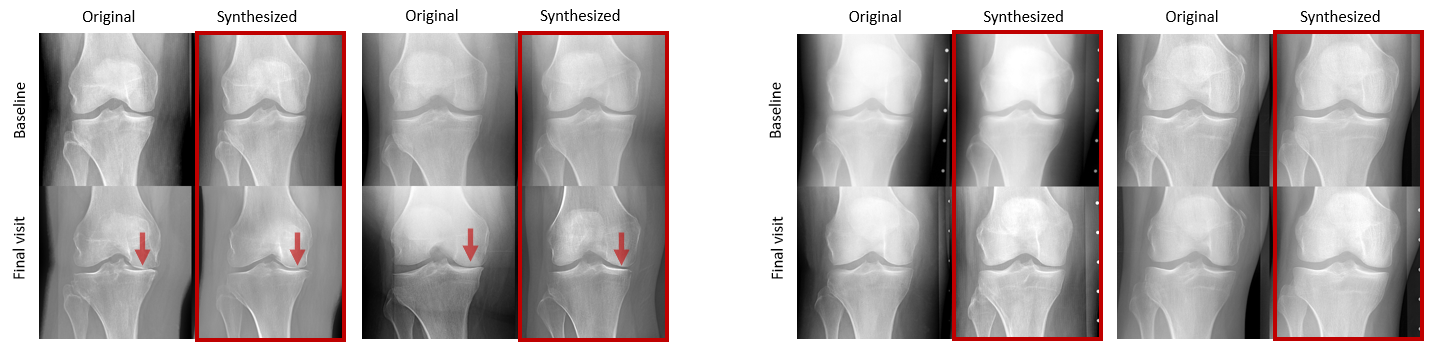 Original Synthesized Original Synthesized Original Synthesized Original Synthesized
Baseline Baseline
Final visit Final visit